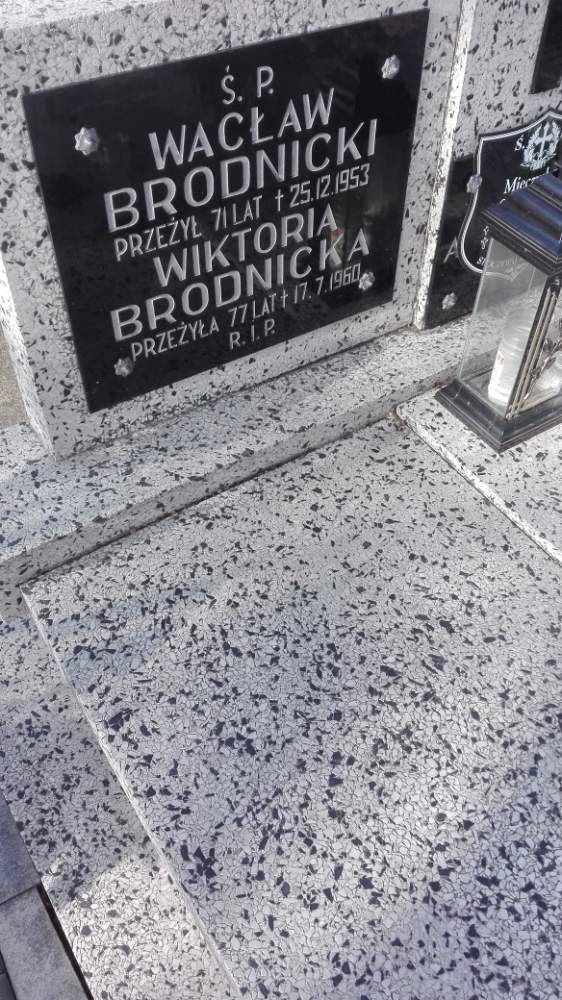 Ś. P.
WACŁAW
BRODNICKI
PRZEŻYŁ 71 LAT † 25.12.1953
WIKTORIA
BRODNICKA
PRZEŻYŁA 77 LAT † 17.7.1960
R. I. P.
Ś.